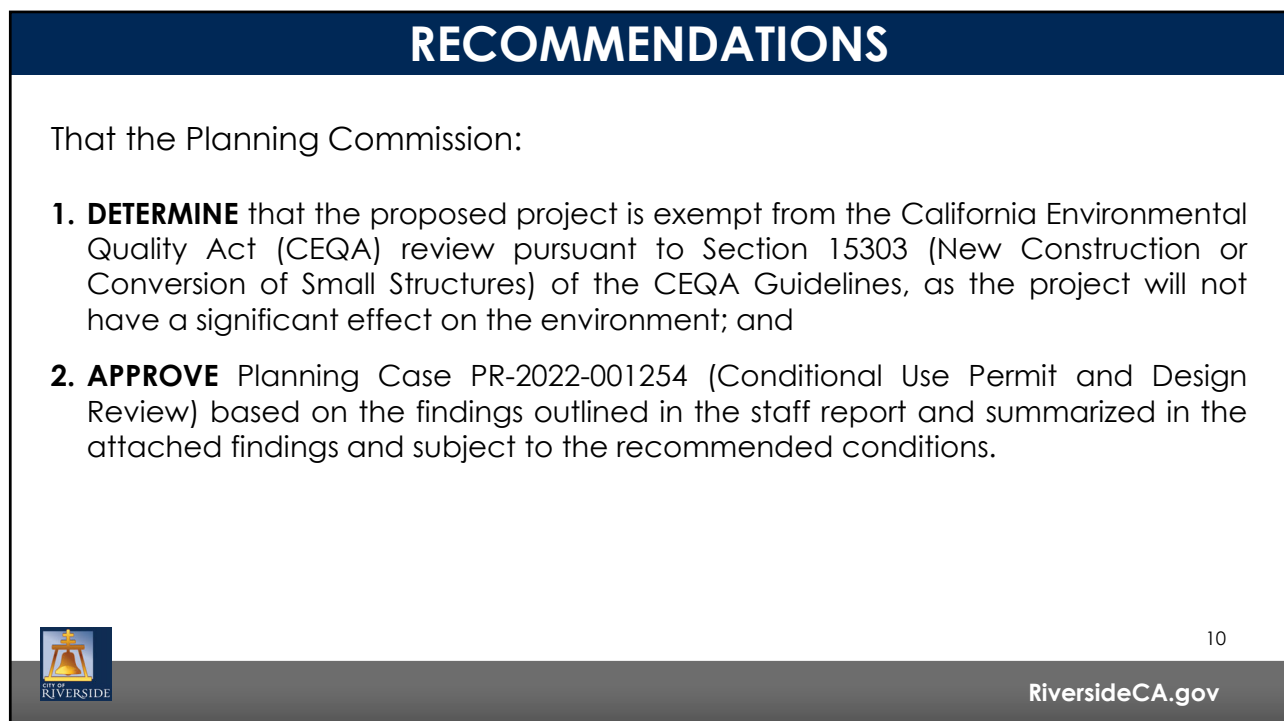 RECOMMENDATIONS
That the Planning Commission:
1. DETERMINE that the proposed project is exempt from the California Environmental
Quality Act (CEQA) review pursuant to Section 15303 (New Construction or
Conversion of Small Structures) of the CEQA Guidelines, as the project will not
have a significant effect on the environment; and
2. APPROVE Planning Case PR-2022-001254 (Conditional Use Permit and Design
Review) based on the findings outlined in the staff report and summarized in the
attached findings and subject to the recommended conditions.
10
CITY OF
RIVERSIDE
RiversideCA.gov